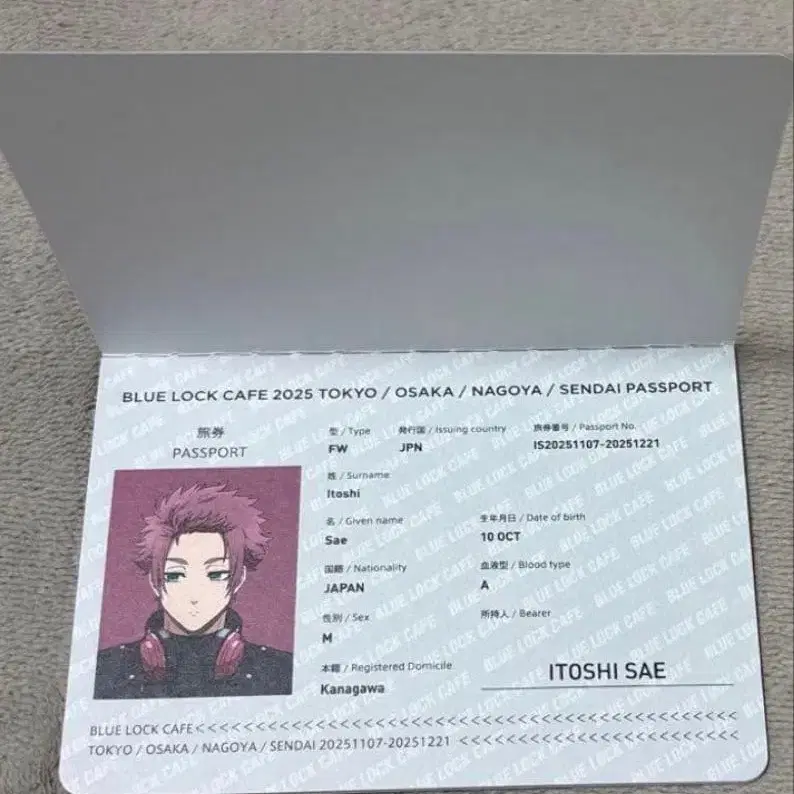 BLUE LOCK CAFE 2025 TOKYO / OSAKA / NAGOYA / SENDAI PASSPORT
旅券
PASSPORT
型 / Type 発行国 / Issuing country 旅券番号 / Passport No.
FW JPN IS20251107-20251221
姓 / Surname
Itoshi
名 / Given name 生年月日 / Date of birth
Sae 10 OCT
国籍 / Nationality 血液型 / Blood type
JAPAN A
性別 / Sex 所持人 / Bearer
M
本籍 / Registered Domicile
Kanagawa
ITOSHI SAE
BLUE LOCK CAFE<<<<<<<<<<<<<<<<<<<<<<<<<<<<<<<<<<<<<<<<
TOKYO / OSAKA / NAGOYA / SENDAI 20251107-20251221 <<<<<<<<<<<<<<<<<<<<